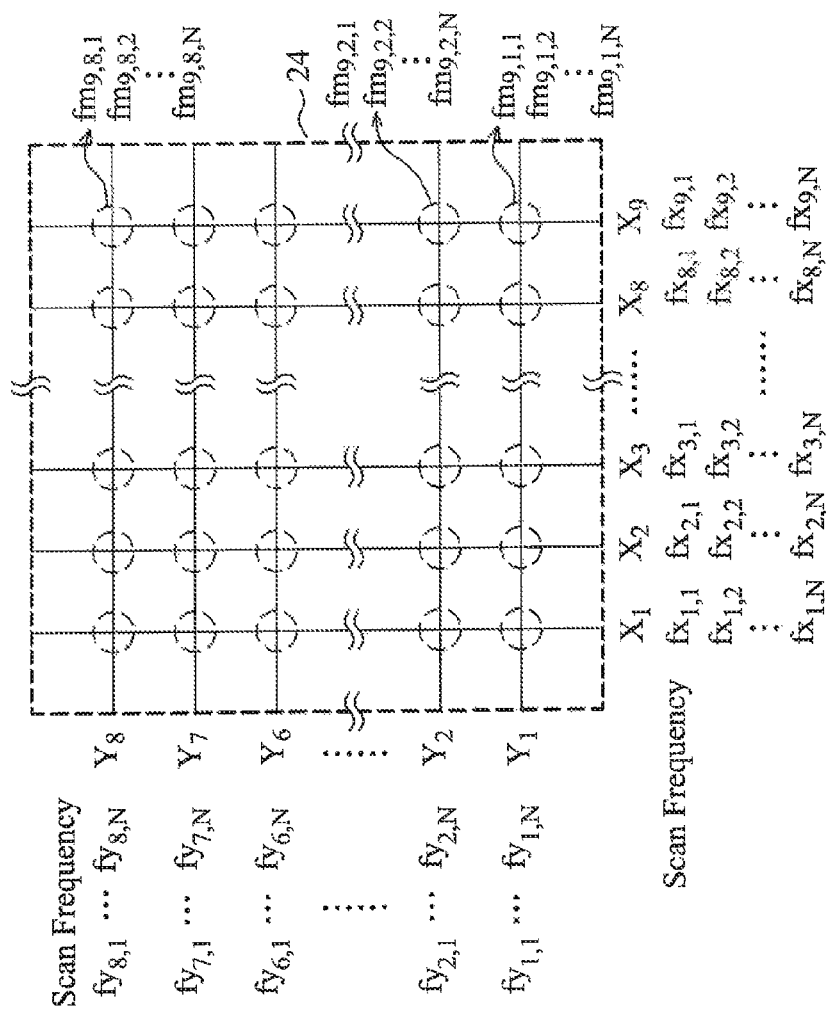 Scan Frequency
fy8,1 ··· fy8,N Y8
fy7,1 ··· fy7,N Y7
fy6,1 ··· fy6,N Y6
······ ······
fy2,1 ··· fy2,N Y2
fy1,1 ··· fy1,N Y1
fm9,8,1
fm9,8,2
···
fm9,8,N
24
fm9,2,1
fm9,2,2
···
fm9,2,N
fm9,1,1
fm9,1,2
···
fm9,1,N
X1 X2 X3 ······ X8 X9
Scan Frequency
fx1,1 fx2,1 fx3,1 fx8,1 fx9,1
fx1,2 fx2,2 fx3,2 ······ fx8,2 fx9,2
··· ··· ··· ··· ···
fx1,N fx2,N fx3,N fx8,N fx9,N